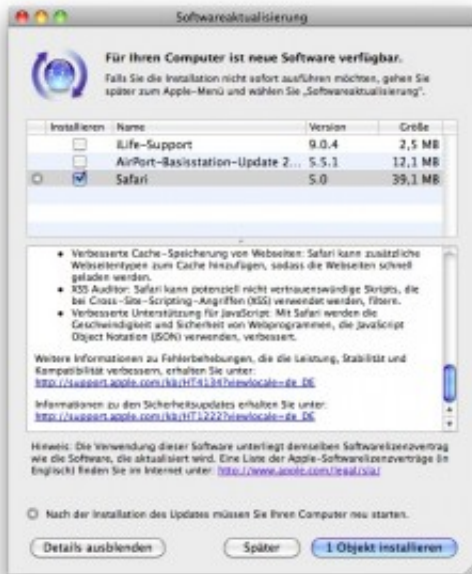 Softwareaktualisierung
Für Ihren Computer ist neue Software verfügbar.
Falls Sie die Installation nicht sofort ausführen möchten, gehen Sie
später zum Apple-Menü und wählen Sie „Softwareaktualisierung“.
Installieren Name Version Größe
iLife-Support 9.0.4 2,5 MB
AirPort-Basisstation-Update 2... 5.5.1 12,1 MB
Safari 5.0 39,1 MB
• Verbesserte Cache-Speicherung von Webseiten: Safari kann zusätzliche
Webseitentypen zum Cache hinzufügen, sodass die Webseiten schnell
geladen werden.
• XSS Auditor: Safari kann potenziell nicht vertrauenswürdige Skripts, die
bei Cross-Site-Scripting-Angriffen (XSS) verwendet werden, filtern.
• Verbesserte Unterstützung für JavaScript: Mit Safari werden die
Geschwindigkeit und Sicherheit von Webprogrammen, die JavaScript
Object Notation (JSON) verwenden, verbessert.
Weitere Informationen zu Fehlerbehebungen, die die Leistung, Stabilität und
Kompatibilität verbessern, erhalten Sie unter:
http://support.apple.com/kb/HT4134?viewlocale=de_DE
Informationen zu den Sicherheitsupdates erhalten Sie unter:
http://support.apple.com/kb/HT1222?viewlocale=de_DE
Hinweis: Die Verwendung dieser Software unterliegt demselben Softwarelizenzvertrag
wie die Software, die aktualisiert wird. Eine Liste der Apple-Softwarelizenzverträge (in
Englisch) finden Sie im Internet unter: http://www.apple.com/legal/sla/
Nach der Installation des Updates müssen Sie Ihren Computer neu starten.
Details ausblenden Später 1 Objekt installieren